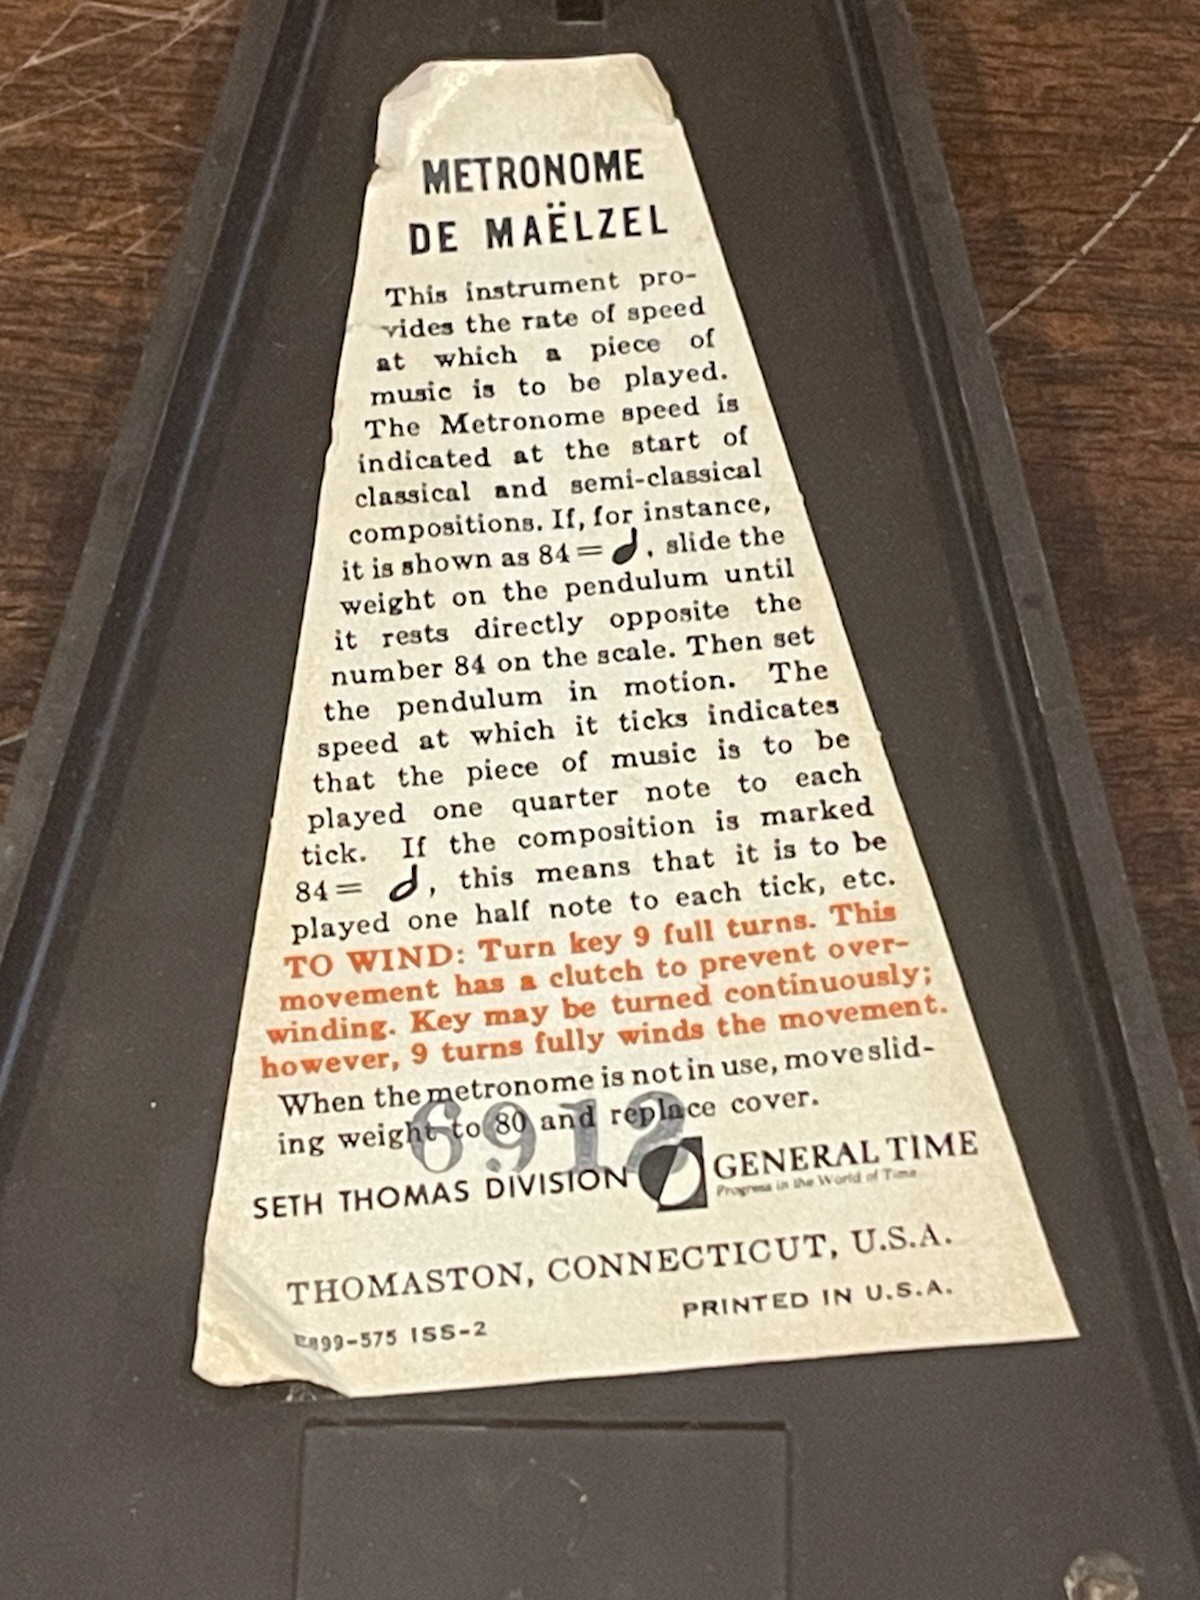 METRONOME
DE MAËLZEL
This instrument pro-
vides the rate of speed
at which a piece of
music is to be played.
The Metronome speed is
indicated at the start of
classical and semi-classical
compositions. If, for instance,
it is shown as 84 = 𝅘𝅥, slide the
weight on the pendulum until
it rests directly opposite the
number 84 on the scale. Then set
the pendulum in motion. The
speed at which it ticks indicates
that the piece of music is to be
played one quarter note to each
tick. If the composition is marked
84 = 𝅗𝅥, this means that it is to be
played one half note to each tick, etc.
TO WIND: Turn key 9 full turns. This
movement has a clutch to prevent over-
winding. Key may be turned continuously;
however, 9 turns fully winds the movement.
When the metronome is not in use, move slid-
ing weight to 80 and replace cover.
6912
SETH THOMAS DIVISION GENERAL TIME
Progress in the World of Time
THOMASTON, CONNECTICUT, U.S.A.
PRINTED IN U.S.A.
ISS-2